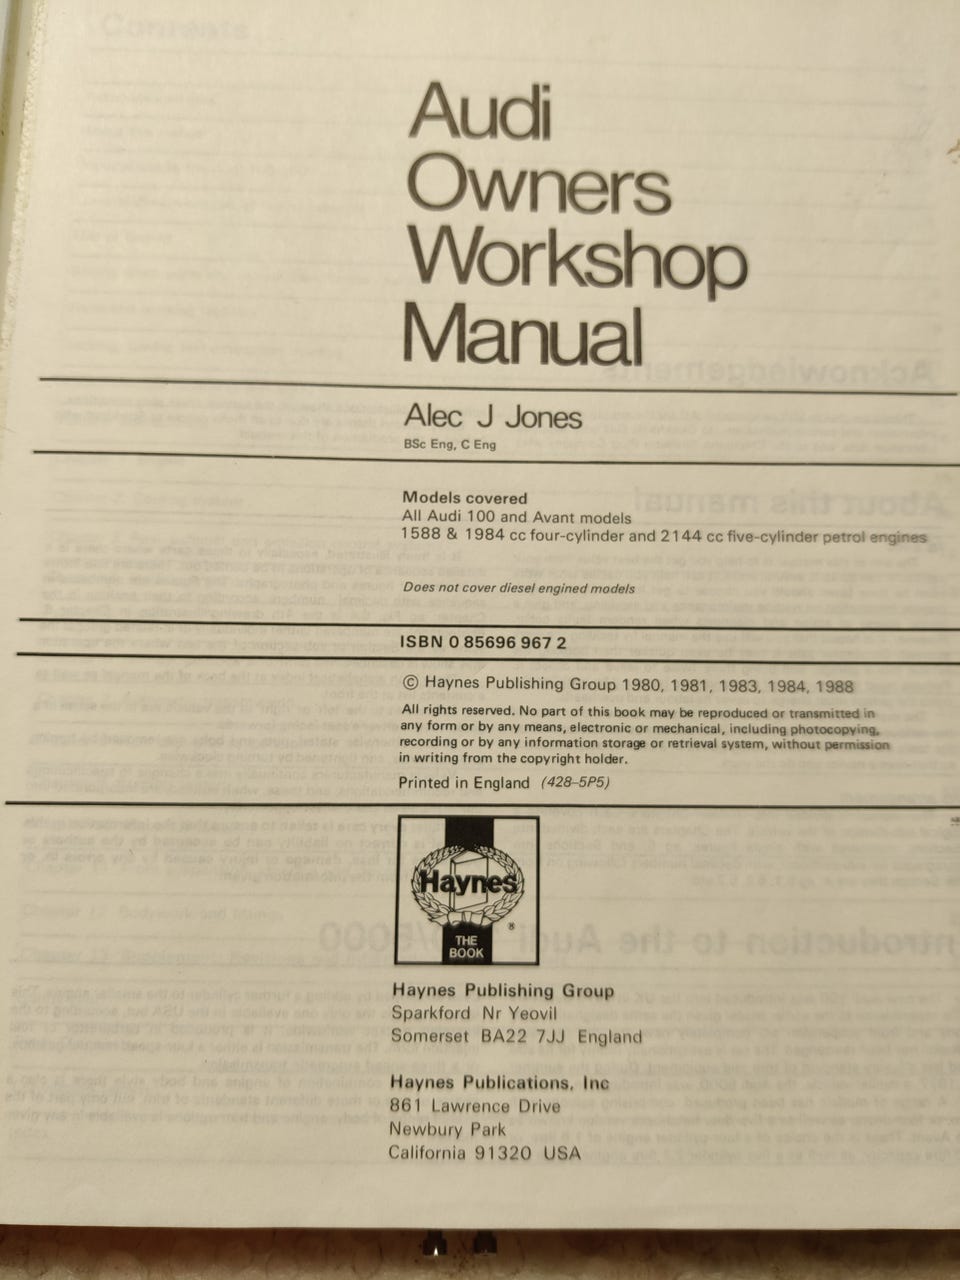 Audi
Owners
Workshop
Manual
Alec J Jones
BSc Eng, C Eng
Models covered
All Audi 100 and Avant models
1588 & 1984 cc four-cylinder and 2144 cc five-cylinder petrol engines
Does not cover diesel engined models
ISBN 0 85696 967 2
© Haynes Publishing Group 1980, 1981, 1983, 1984, 1988
All rights reserved. No part of this book may be reproduced or transmitted in
any form or by any means, electronic or mechanical, including photocopying,
recording or by any information storage or retrieval system, without permission
in writing from the copyright holder.
Printed in England (428–5P5)
Haynes
®
THE
BOOK
Haynes Publishing Group
Sparkford Nr Yeovil
Somerset BA22 7JJ England
Haynes Publications, Inc
861 Lawrence Drive
Newbury Park
California 91320 USA